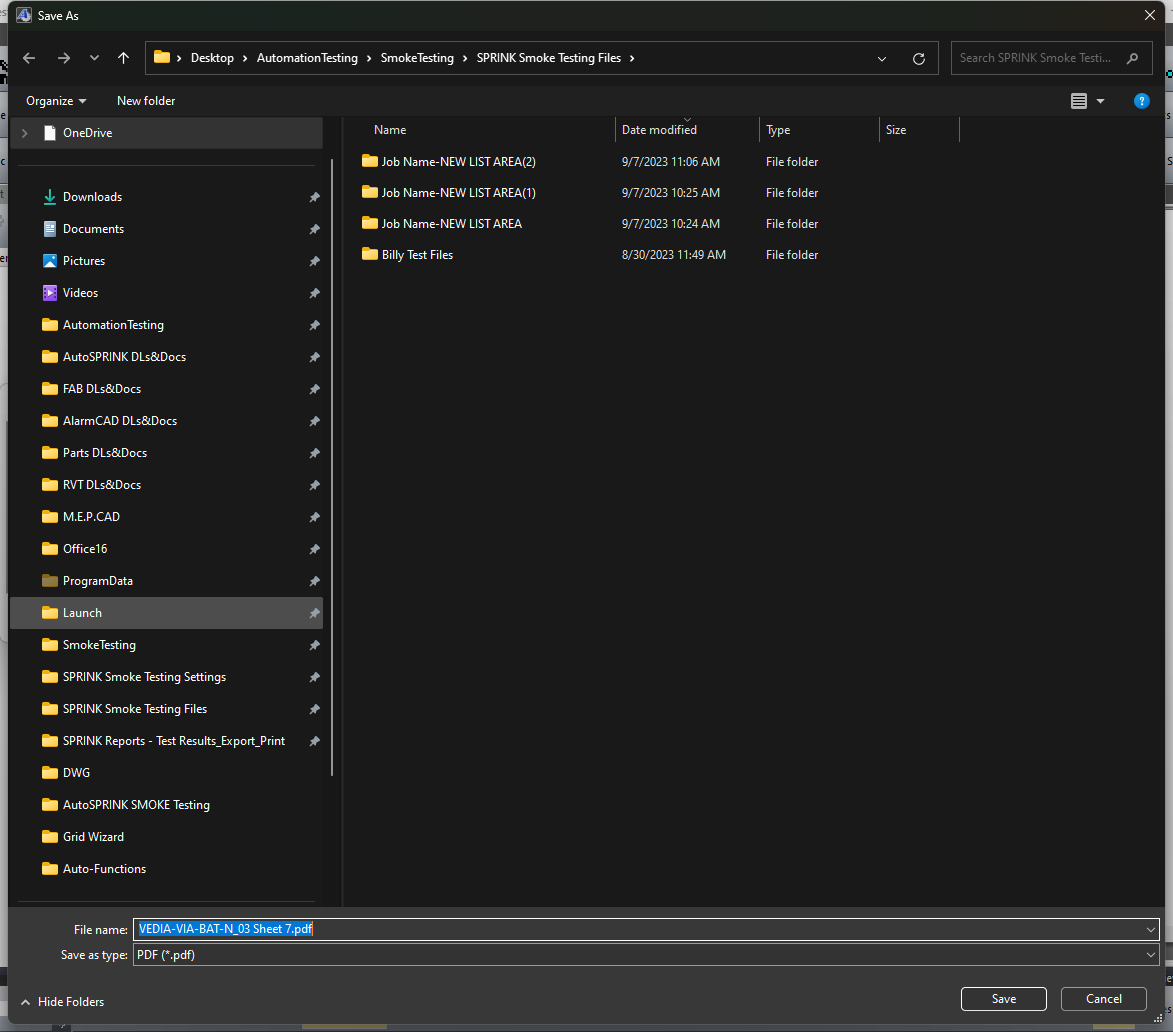 Save As
Desktop > AutomationTesting > SmokeTesting > SPRINK Smoke Testing Files >
Search SPRINK Smoke Testi...
Organize
New folder
?
OneDrive
Downloads
Documents
Pictures
Videos
AutomationTesting
AutoSPRINK DLs&Docs
FAB DLs&Docs
AlarmCAD DLs&Docs
Parts DLs&Docs
RVT DLs&Docs
M.E.P.CAD
Office16
ProgramData
Launch
SmokeTesting
SPRINK Smoke Testing Settings
SPRINK Smoke Testing Files
SPRINK Reports - Test Results_Export_Print
DWG
AutoSPRINK SMOKE Testing
Grid Wizard
Auto-Functions
Name Date modified Type Size
Job Name-NEW LIST AREA(2) 9/7/2023 11:06 AM File folder
Job Name-NEW LIST AREA(1) 9/7/2023 10:25 AM File folder
Job Name-NEW LIST AREA 9/7/2023 10:24 AM File folder
Billy Test Files 8/30/2023 11:49 AM File folder
File name: VEDIA-VIA-BAT-N_03 Sheet 7.pdf
Save as type: PDF (*.pdf)
Hide Folders
Save
Cancel